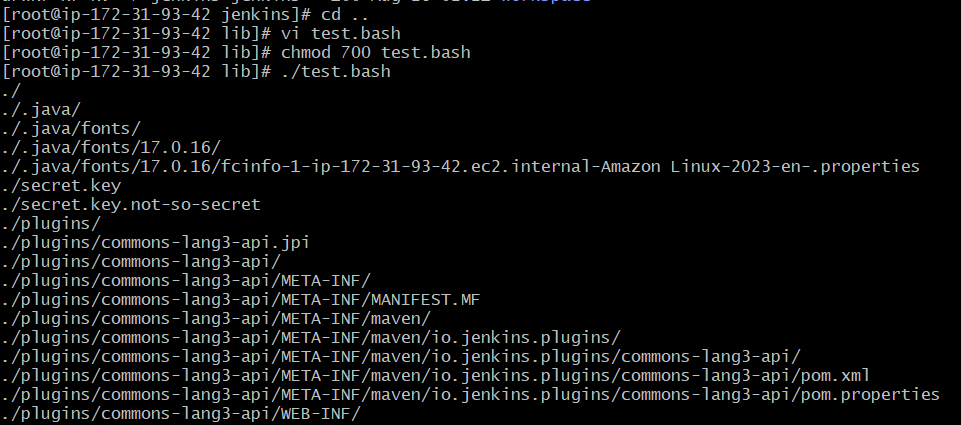 [root@ip-172-31-93-42 jenkins]# cd ..
[root@ip-172-31-93-42 lib]# vi test.bash
[root@ip-172-31-93-42 lib]# chmod 700 test.bash
[root@ip-172-31-93-42 lib]# ./test.bash
./
./.java/
./.java/fonts/
./.java/fonts/17.0.16/
./.java/fonts/17.0.16/fcinfo-1-ip-172-31-93-42.ec2.internal-Amazon Linux-2023-en-.properties
./secret.key
./secret.key.not-so-secret
./plugins/
./plugins/commons-lang3-api.jpi
./plugins/commons-lang3-api/
./plugins/commons-lang3-api/META-INF/
./plugins/commons-lang3-api/META-INF/MANIFEST.MF
./plugins/commons-lang3-api/META-INF/maven/
./plugins/commons-lang3-api/META-INF/maven/io.jenkins.plugins/
./plugins/commons-lang3-api/META-INF/maven/io.jenkins.plugins/commons-lang3-api/
./plugins/commons-lang3-api/META-INF/maven/io.jenkins.plugins/commons-lang3-api/pom.xml
./plugins/commons-lang3-api/META-INF/maven/io.jenkins.plugins/commons-lang3-api/pom.properties
./plugins/commons-lang3-api/WEB-INF/